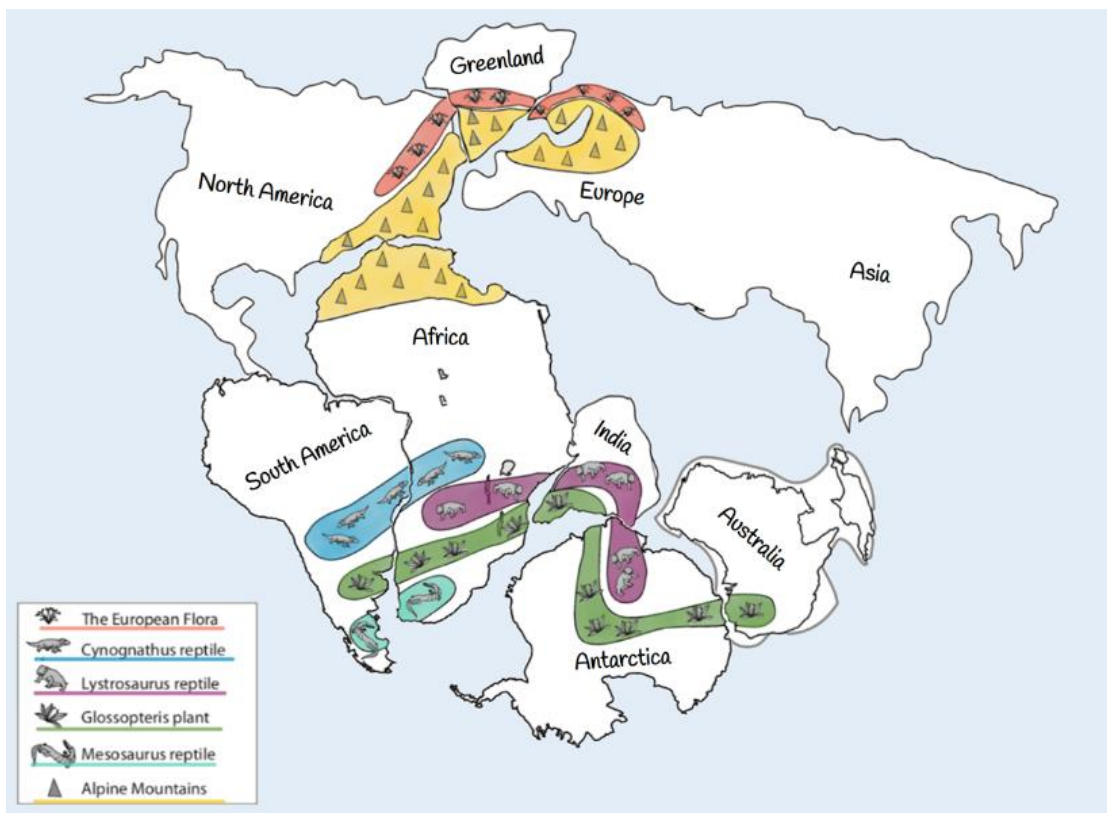 Greenland
North America
Europe
Asia
Africa
South America
India
Australia
Antarctica
The European Flora
Cynognathus reptile
Lystrosaurus reptile
Glossopteris plant
Mesosaurus reptile
Alpine Mountains